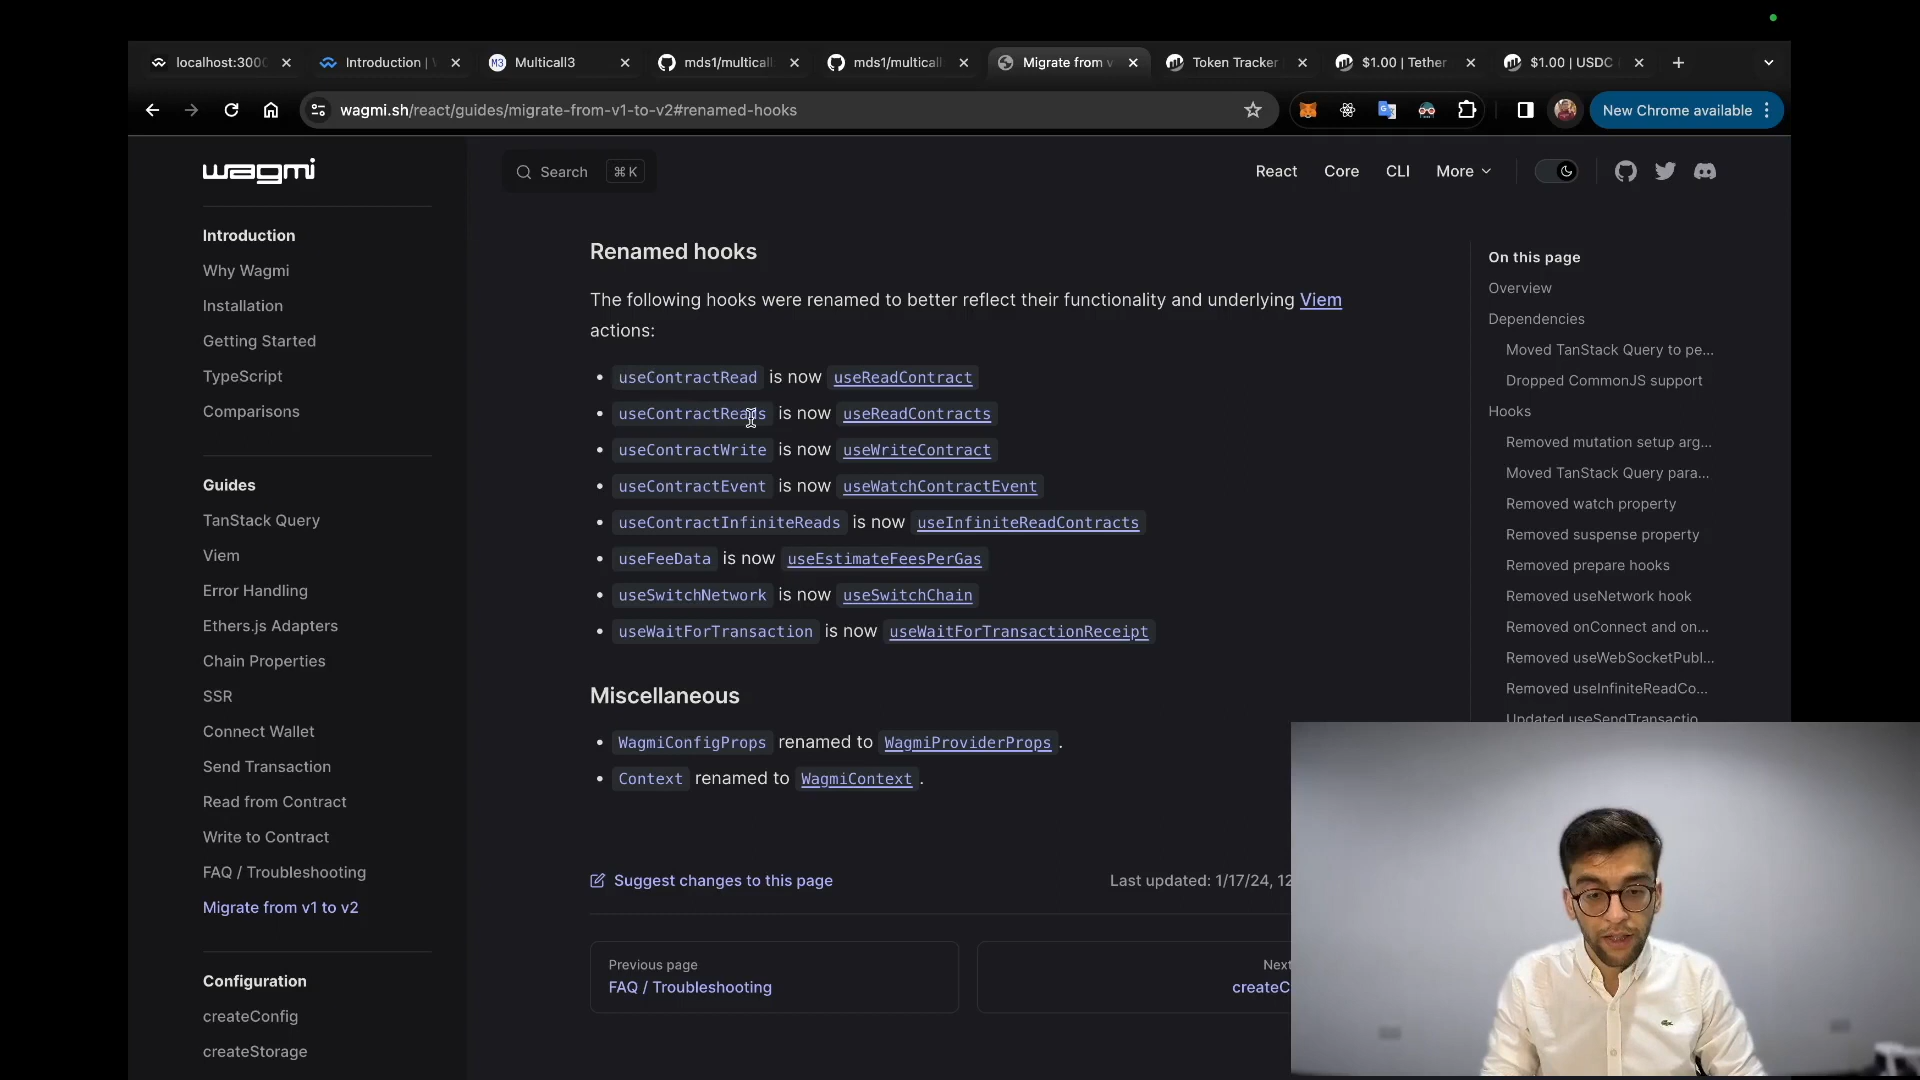 localhost:300
Introduction |
M3 Multicall3
mds1/multicall
mds1/multicall
Migrate from v
Token Tracker
$1.00 | Tether
$1.00 | USDC
wagmi.sh/react/guides/migrate-from-v1-to-v2#renamed-hooks
New Chrome available
wagmi
Search ⌘ K
React
Core
CLI
More
Introduction
Why Wagmi
Installation
Getting Started
TypeScript
Comparisons
Guides
TanStack Query
Viem
Error Handling
Ethers.js Adapters
Chain Properties
SSR
Connect Wallet
Send Transaction
Read from Contract
Write to Contract
FAQ / Troubleshooting
Migrate from v1 to v2
Configuration
createConfig
createStorage
Renamed hooks
The following hooks were renamed to better reflect their functionality and underlying Viem
actions:
• useContractRead is now useReadContract
• useContractReads is now useReadContracts
• useContractWrite is now useWriteContract
• useContractEvent is now useWatchContractEvent
• useContractInfiniteReads is now useInfiniteReadContracts
• useFeeData is now useEstimateFeesPerGas
• useSwitchNetwork is now useSwitchChain
• useWaitForTransaction is now useWaitForTransactionReceipt
Miscellaneous
• WagmiConfigProps renamed to WagmiProviderProps.
• Context renamed to WagmiContext.
Suggest changes to this page
Last updated: 1/17/24, 12
Previous page
FAQ / Troubleshooting
Next
createC
On this page
Overview
Dependencies
Moved TanStack Query to pe...
Dropped CommonJS support
Hooks
Removed mutation setup arg...
Moved TanStack Query para...
Removed watch property
Removed suspense property
Removed prepare hooks
Removed useNetwork hook
Removed onConnect and on...
Removed useWebSocketPubl...
Removed useInfiniteReadCo...
Updated useSendTransactio